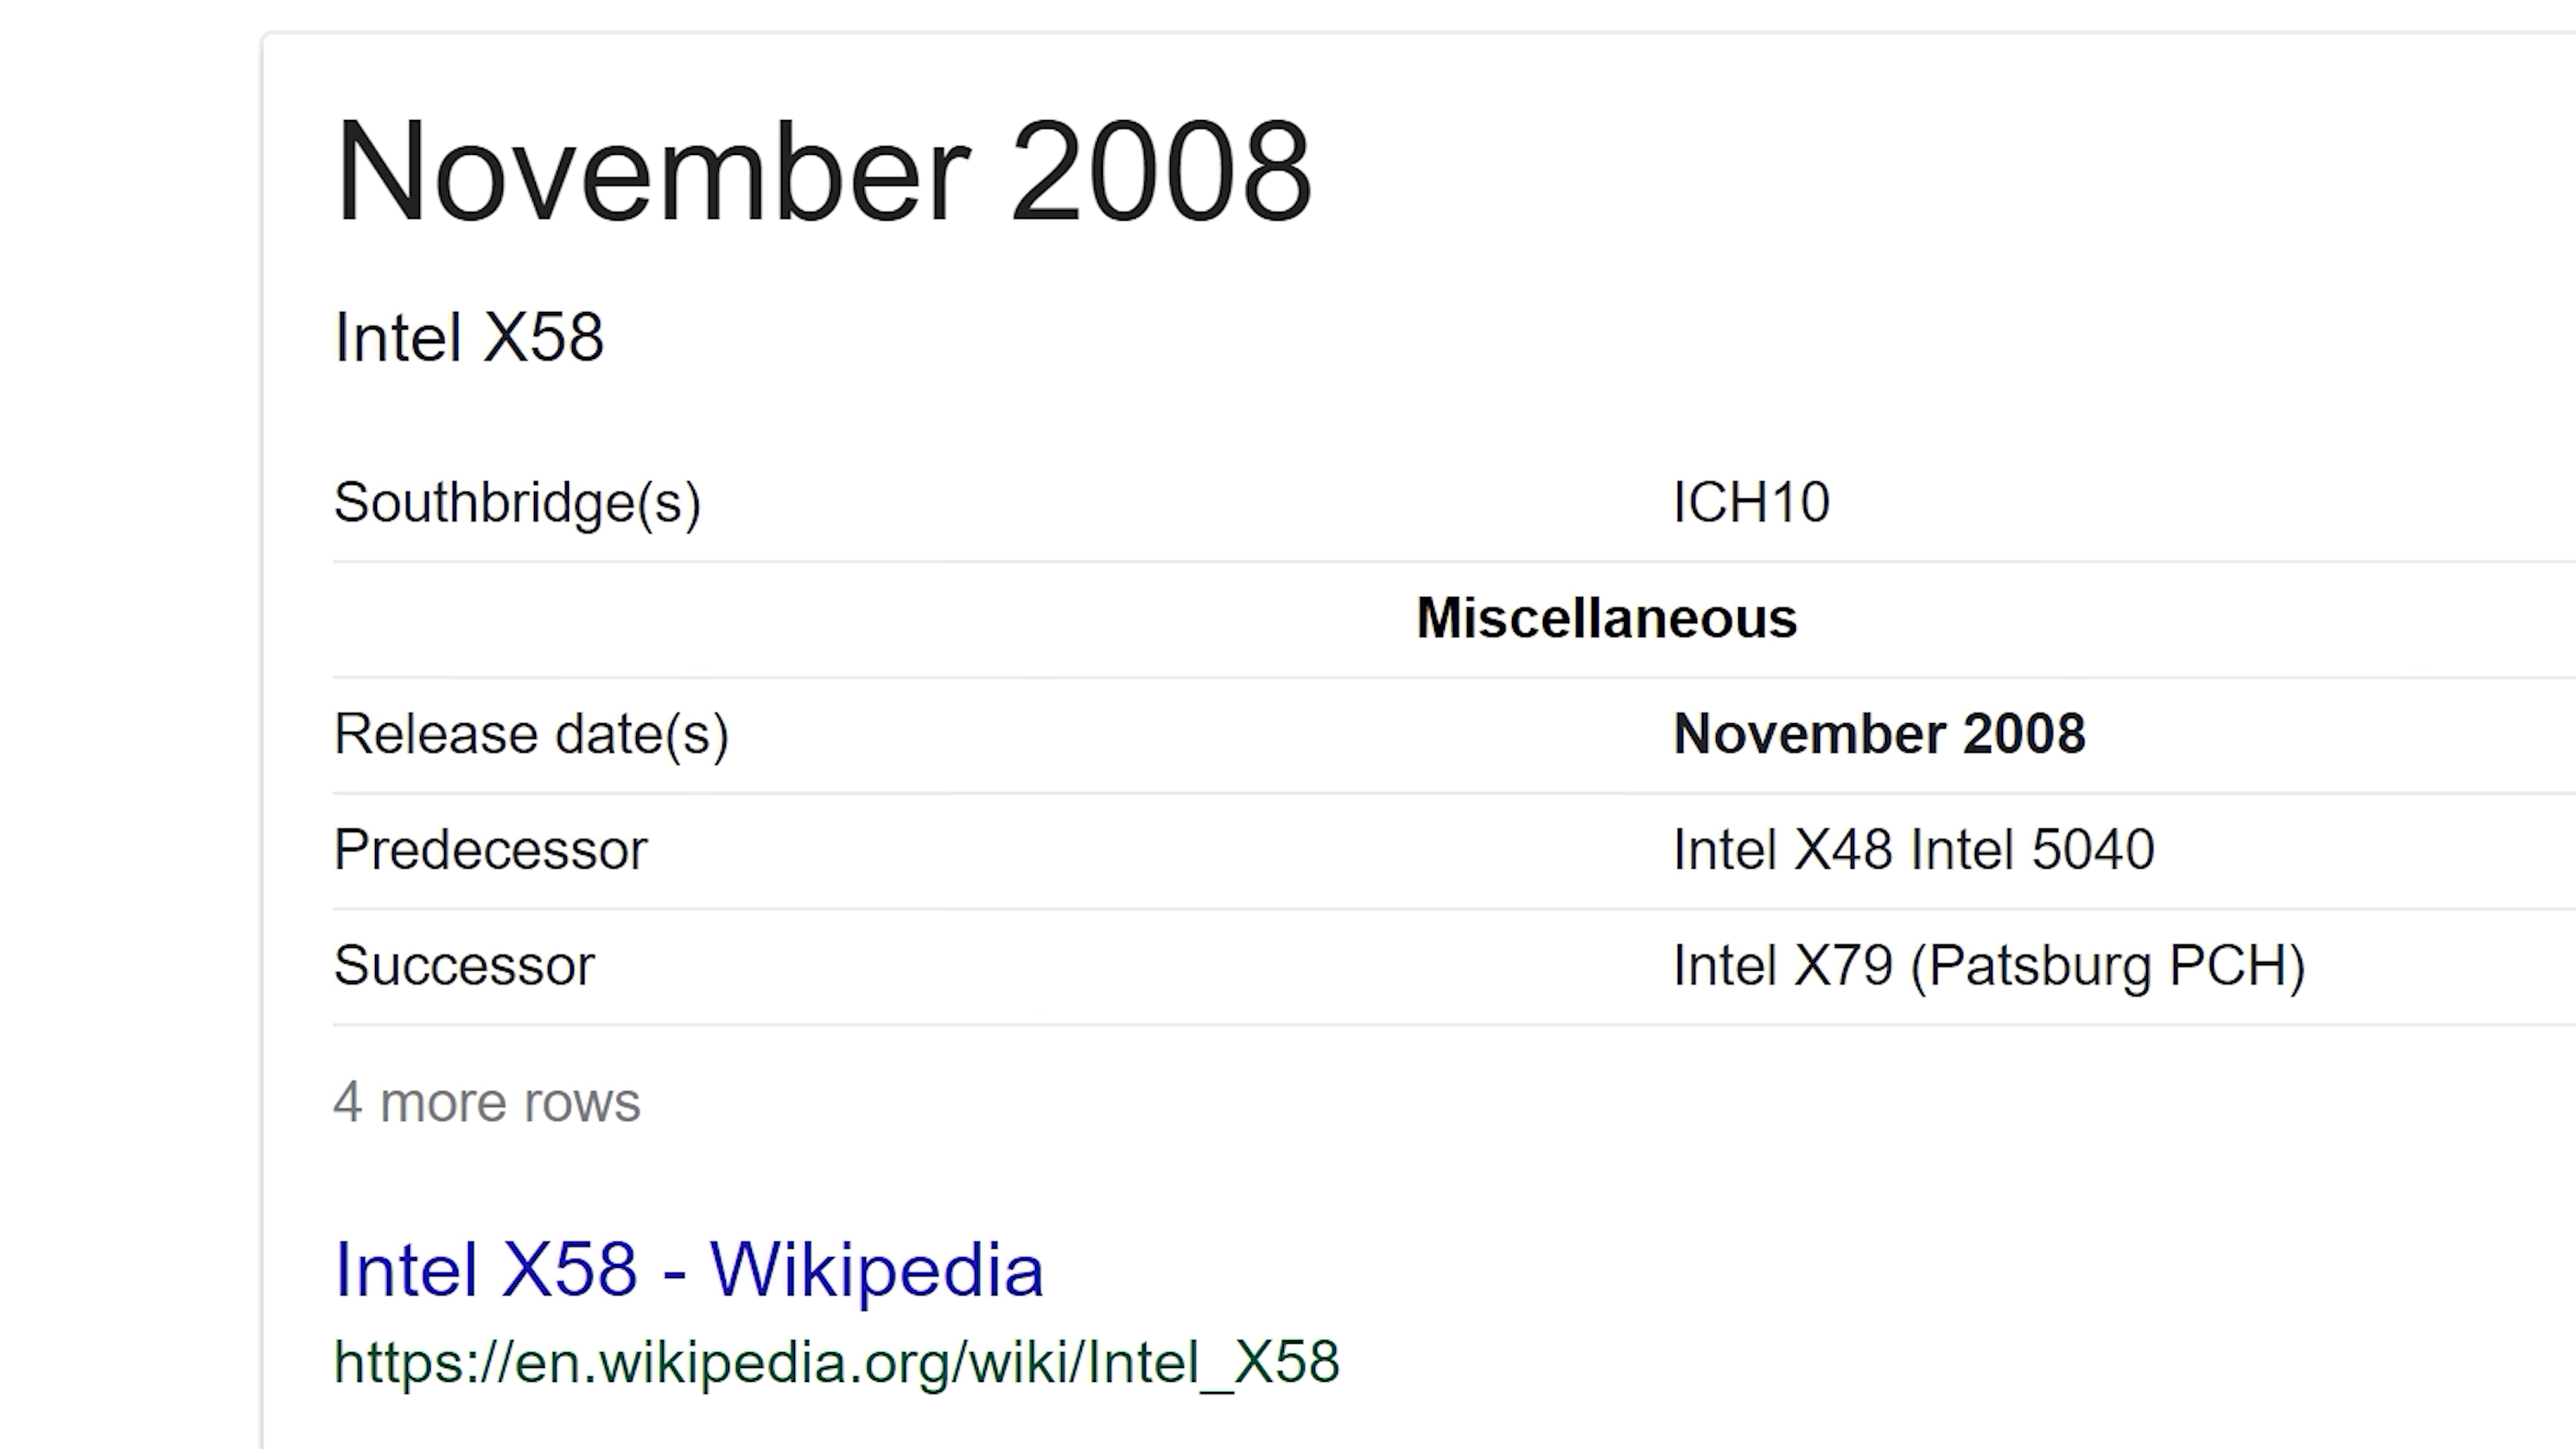 November 2008
Intel X58
Southbridge(s) ICH10
Miscellaneous
Release date(s) November 2008
Predecessor Intel X48 Intel 5040
Successor Intel X79 (Patsburg PCH)
4 more rows
Intel X58 - Wikipedia
https://en.wikipedia.org/wiki/Intel_X58